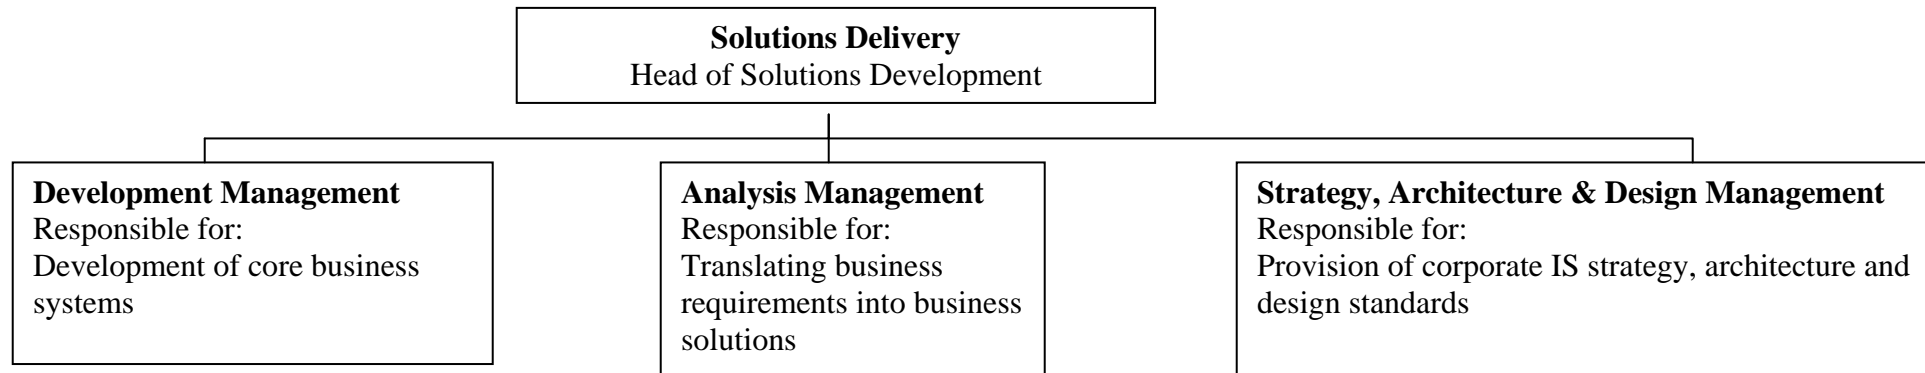 Solutions Delivery
Head of Solutions Development
Development Management
Responsible for:
Development of core business
systems
Analysis Management
Responsible for:
Translating business
requirements into business
solutions
Strategy, Architecture & Design Management
Responsible for:
Provision of corporate IS strategy, architecture and
design standards